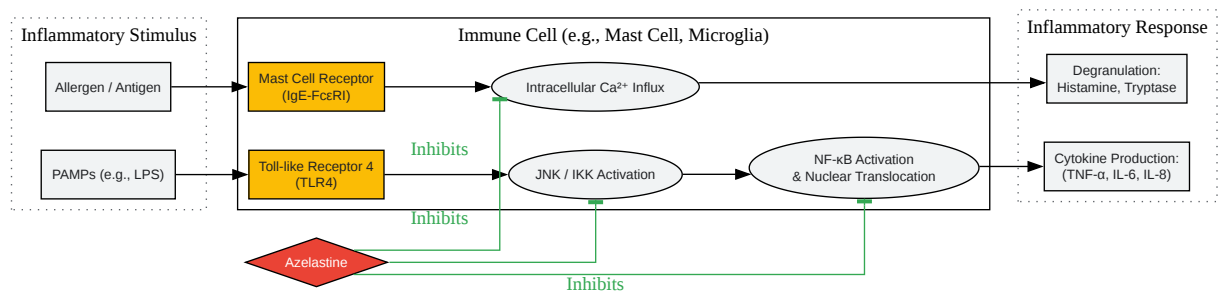 Inflammatory Stimulus
Immune Cell (e.g., Mast Cell, Microglia)
Inflammatory Response
Allergen / Antigen
Mast Cell Receptor
(IgE-FcεRI)
Intracellular Ca²⁺ Influx
Degranulation:
Histamine, Tryptase
Inhibits
PAMPs (e.g., LPS)
Toll-like Receptor 4
(TLR4)
JNK / IKK Activation
NF-κB Activation
& Nuclear Translocation
Cytokine Production:
(TNF-α, IL-6, IL-8)
Inhibits
Azelastine
Inhibits